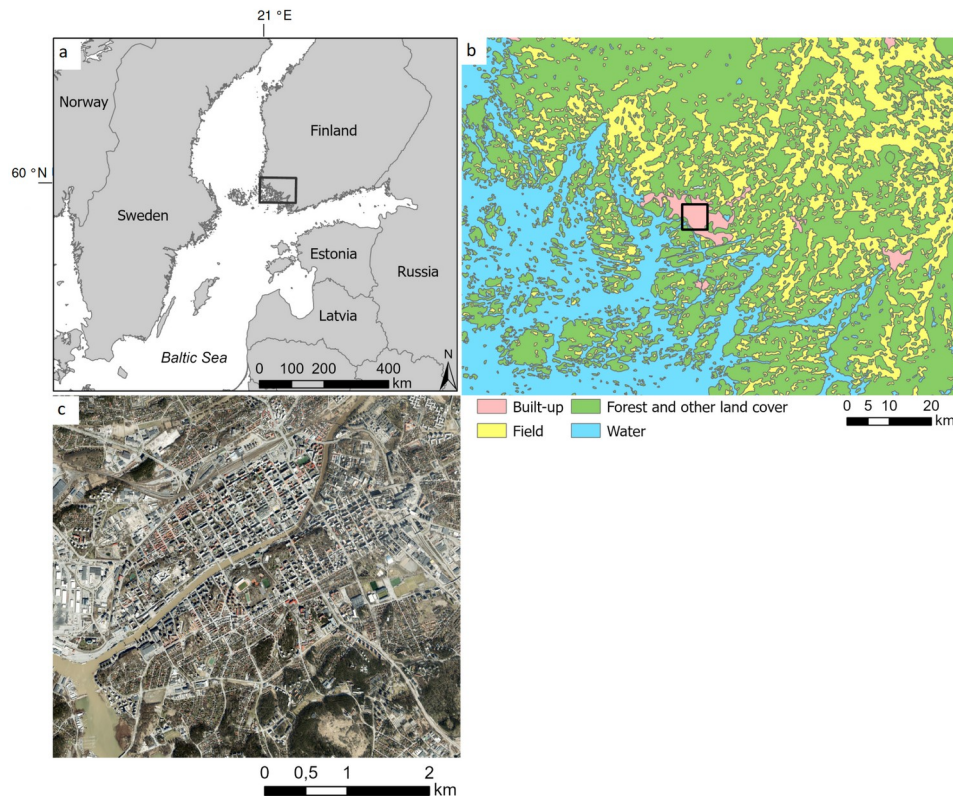 21 °E
a
Norway
Finland
60 °N
Sweden
Estonia
Russia
Latvia
Baltic Sea
N
0 100 200 400
km
b
Built-up
Forest and other land cover
Field
Water
0 5 10 20
km
c
0 0,5 1 2
km